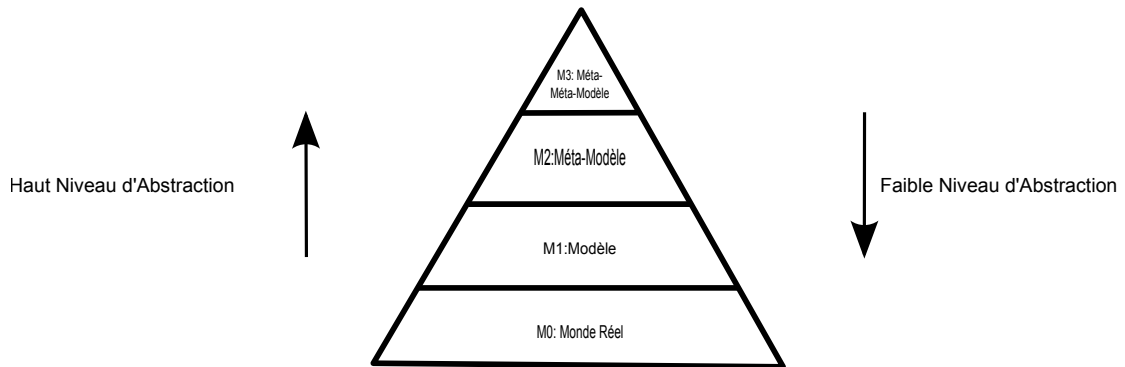 M3: Méta-
Méta-Modèle
M2:Méta-Modèle
Haut Niveau d'Abstraction
Faible Niveau d'Abstraction
M1:Modèle
M0: Monde Réel